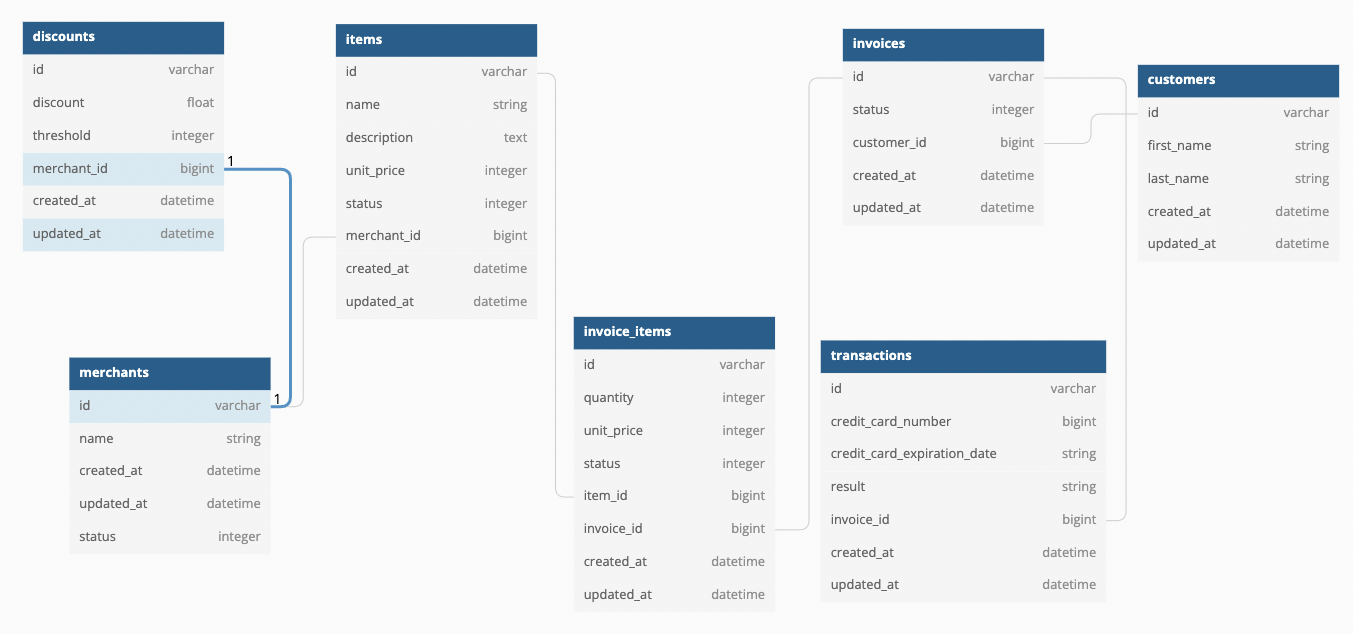 discounts
id varchar
discount float
threshold integer
merchant_id bigint
1
created_at datetime
updated_at datetime
items
id varchar
name string
description text
unit_price integer
status integer
merchant_id bigint
created_at datetime
updated_at datetime
invoices
id varchar
status integer
customer_id bigint
created_at datetime
updated_at datetime
customers
id varchar
first_name string
last_name string
created_at datetime
updated_at datetime
merchants
id varchar
1
name string
created_at datetime
updated_at datetime
status integer
invoice_items
id varchar
quantity integer
unit_price integer
status integer
item_id bigint
invoice_id bigint
created_at datetime
updated_at datetime
transactions
id varchar
credit_card_number bigint
credit_card_expiration_date string
result string
invoice_id bigint
created_at datetime
updated_at datetime